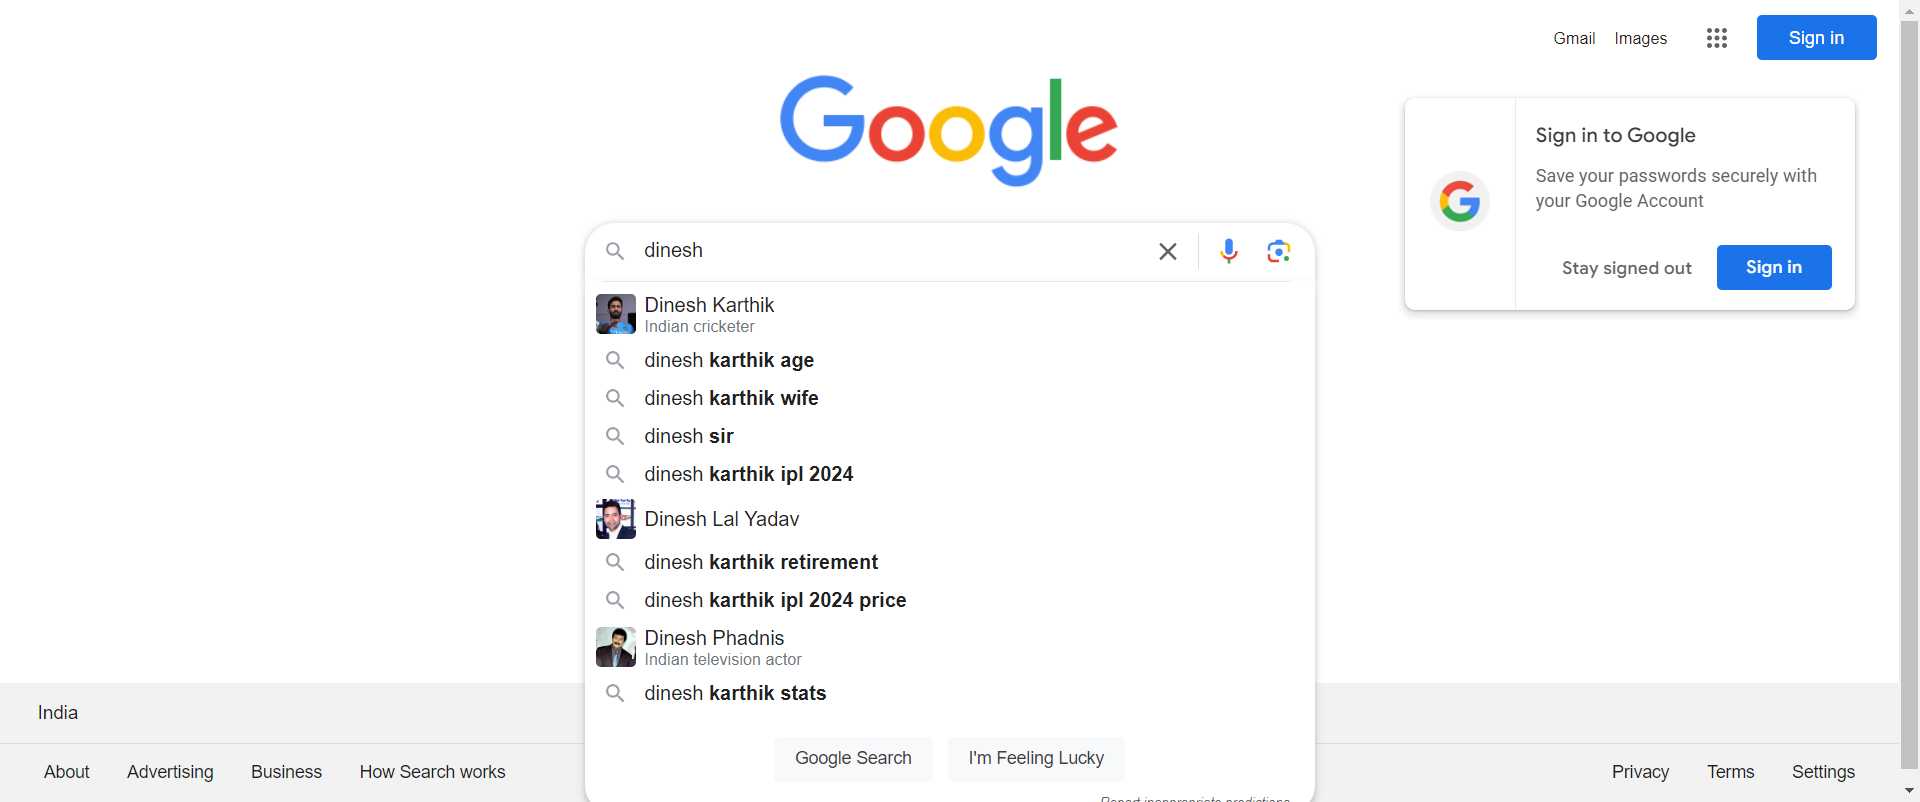 Gmail Images Sign in
Google
Sign in to Google
Save your passwords securely with
your Google Account
Stay signed out Sign in
dinesh
Dinesh Karthik
Indian cricketer
dinesh karthik age
dinesh karthik wife
dinesh sir
dinesh karthik ipl 2024
Dinesh Lal Yadav
dinesh karthik retirement
dinesh karthik ipl 2024 price
Dinesh Phadnis
Indian television actor
dinesh karthik stats
Google Search I'm Feeling Lucky
Report inappropriate predictions
India
About Advertising Business How Search works Privacy Terms Settings